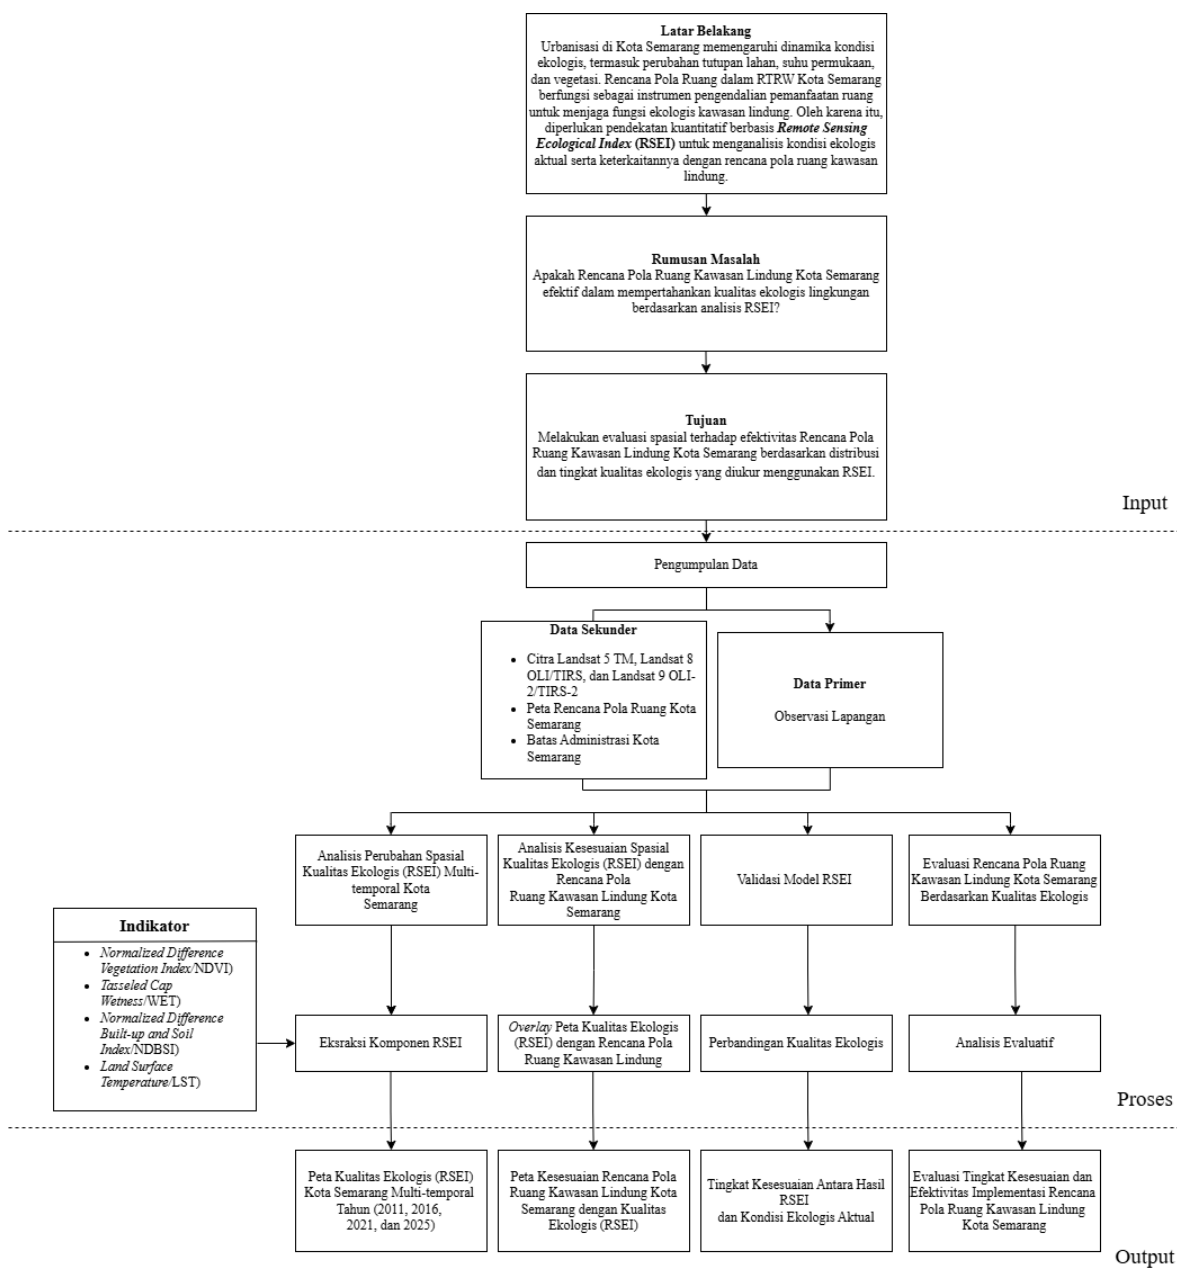 Latar Belakang
Urbanisasi di Kota Semarang memengaruhi dinamika kondisi
ekologis, termasuk perubahan tutupan lahan, suhu permukaan,
dan vegetasi. Rencana Pola Ruang dalam RTRW Kota Semarang
berfungsi sebagai instrumen pengendalian pemanfaatan ruang
untuk menjaga fungsi ekologis kawasan lindung. Oleh karena itu,
diperlukan pendekatan kuantitatif berbasis Remote Sensing
Ecological Index (RSEI) untuk menganalisis kondisi ekologis
aktual serta keterkaitannya dengan rencana pola ruang kawasan
lindung.
Rumusan Masalah
Apakah Rencana Pola Ruang Kawasan Lindung Kota Semarang
efektif dalam mempertahankan kualitas ekologis lingkungan
berdasarkan analisis RSEI?
Tujuan
Melakukan evaluasi spasial terhadap efektivitas Rencana Pola
Ruang Kawasan Lindung Kota Semarang berdasarkan distribusi
dan tingkat kualitas ekologis yang diukur menggunakan RSEI.
Input
Pengumpulan Data
Data Sekunder
• Citra Landsat 5 TM, Landsat 8
OLI/TIRS, dan Landsat 9 OLI-
2/TIRS-2
• Peta Rencana Pola Ruang Kota
Semarang
• Batas Administrasi Kota
Semarang
Data Primer
Observasi Lapangan
Analisis Perubahan Spasial
Kualitas Ekologis (RSEI) Multi-
temporal Kota
Semarang
Analisis Kesesuaian Spasial
Kualitas Ekologis (RSEI) dengan
Rencana Pola
Ruang Kawasan Lindung Kota
Semarang
Validasi Model RSEI
Evaluasi Rencana Pola Ruang
Kawasan Lindung Kota Semarang
Berdasarkan Kualitas Ekologis
Indikator
• Normalized Difference
Vegetation Index/NDVI)
• Tasseled Cap
Wetness/WET)
• Normalized Difference
Built-up and Soil
Index/NDBSI)
• Land Surface
Temperature/LST)
Eksraksi Komponen RSEI
Overlay Peta Kualitas Ekologis
(RSEI) dengan Rencana Pola
Ruang Kawasan Lindung
Perbandingan Kualitas Ekologis
Analisis Evaluatif
Proses
Peta Kualitas Ekologis (RSEI)
Kota Semarang Multi-temporal
Tahun (2011, 2016,
2021, dan 2025)
Peta Kesesuaian Rencana Pola
Ruang Kawasan Lindung Kota
Semarang dengan Kualitas
Ekologis (RSEI)
Tingkat Kesesuaian Antara Hasil
RSEI
dan Kondisi Ekologis Aktual
Evaluasi Tingkat Kesesuaian dan
Efektivitas Implementasi Rencana
Pola Ruang Kawasan Lindung
Kota Semarang
Output